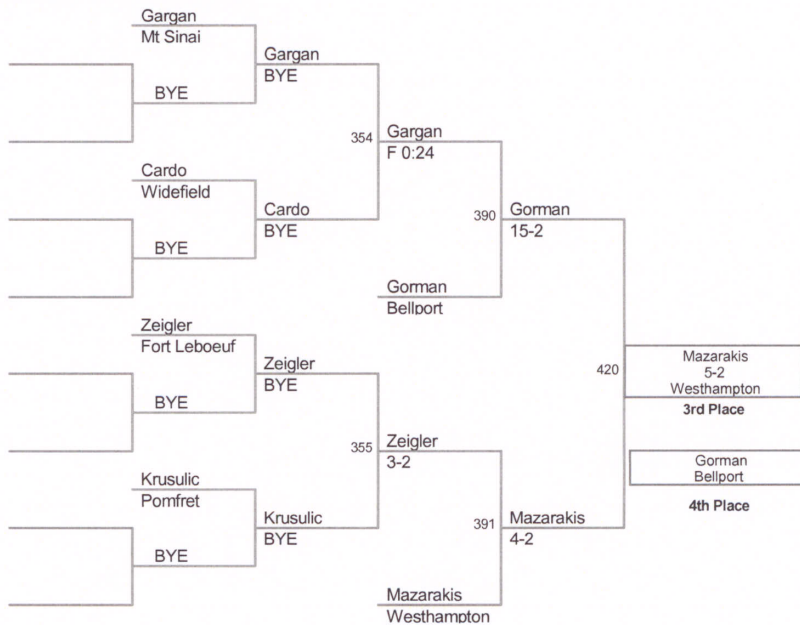 Gargan
Mt Sinai
Gargan
BYE
BYE
354
Gargan
F 0:24
Cardo
Widefield
Cardo
BYE
BYE
390
Gorman
15-2
Gorman
Bellport
Zeigler
Fort Leboeuf
Zeigler
BYE
BYE
420
Mazarakis
5-2
Westhampton
3rd Place
355
Zeigler
3-2
Gorman
Bellport
4th Place
Krusulic
Pomfret
Krusulic
BYE
BYE
391
Mazarakis
4-2
Mazarakis
Westhampton